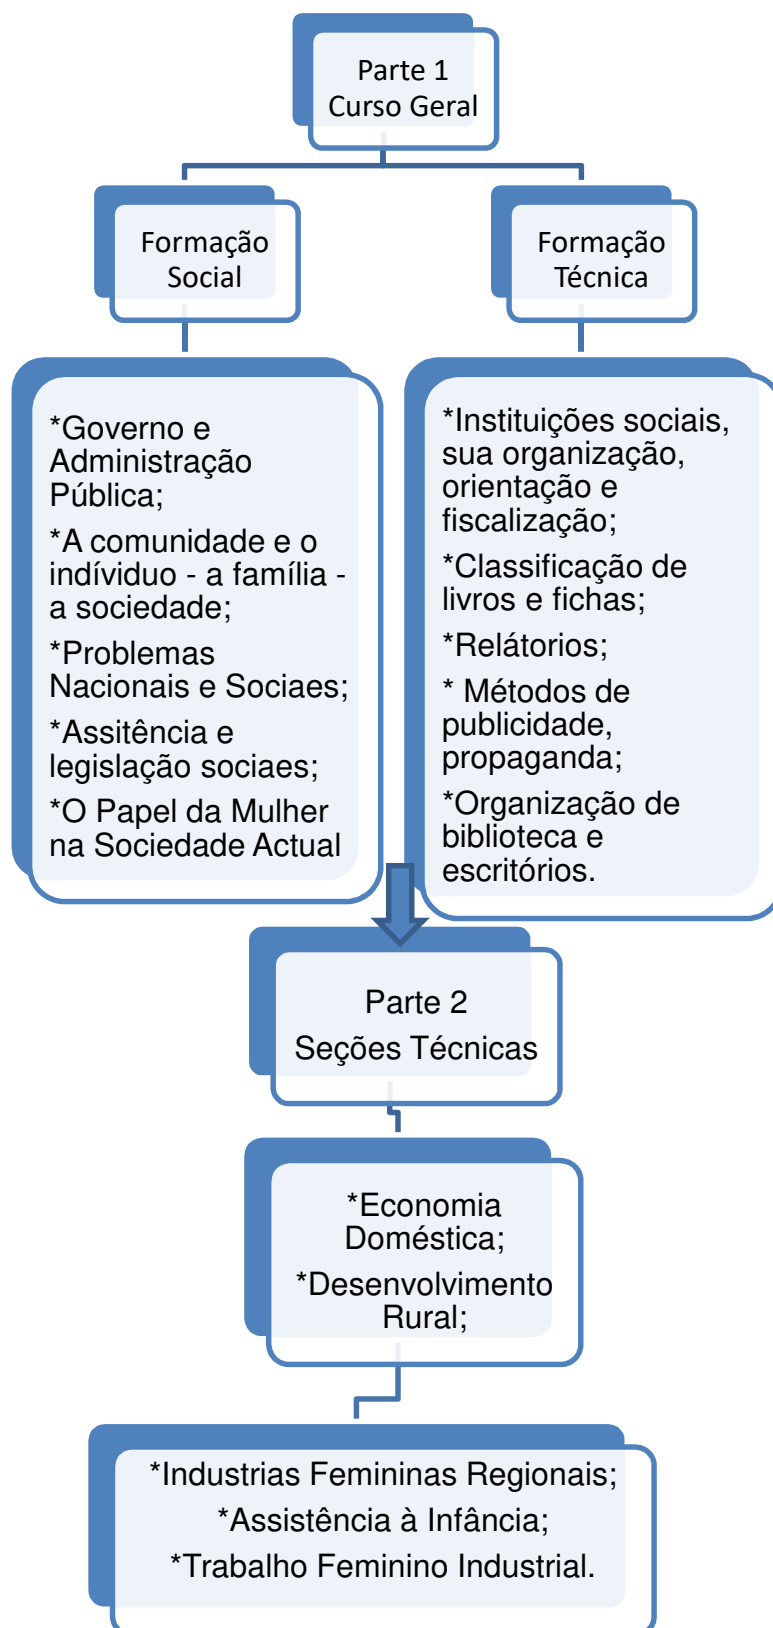 Parte 1
Curso Geral
Formação
Social
Formação
Técnica
*Governo e
Administração
Pública;
*A comunidade e o
indíviduo - a família -
a sociedade;
*Problemas
Nacionais e Sociaes;
*Assitência e
legislação sociaes;
*O Papel da Mulher
na Sociedade Actual
*Instituições sociais,
sua organização,
orientação e
fiscalização;
*Classificação de
livros e fichas;
*Relátorios;
* Métodos de
publicidade,
propaganda;
*Organização de
biblioteca e
escritórios.
Parte 2
Seções Técnicas
*Economia
Doméstica;
*Desenvolvimento
Rural;
*Industrias Femininas Regionais;
*Assistência à Infância;
*Trabalho Feminino Industrial.